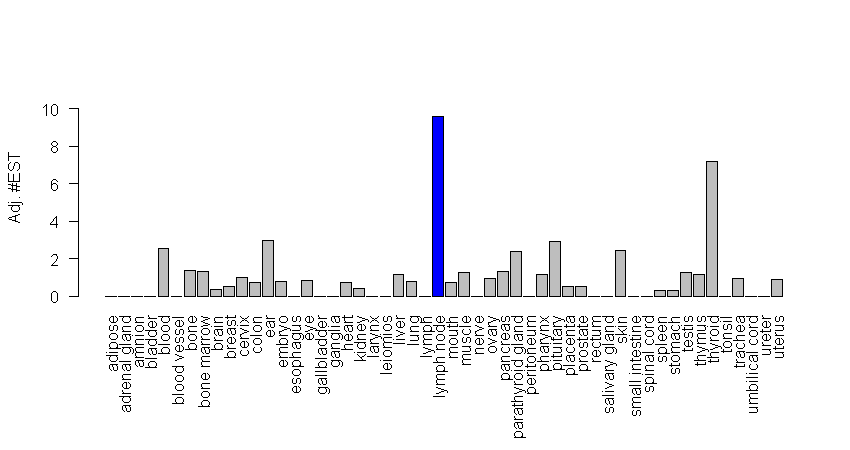 Adj. #EST
10
8
6
4
2
0
adipose
adrenal gland
amnion
bladder
blood
blood vessel
bone
bone marrow
brain
breast
cervix
colon
ear
embryo
esophagus
eye
gallbladder
ganglia
heart
kidney
larynx
leiomios
liver
lung
lymph
lymph node
mouth
muscle
nerve
ovary
pancreas
parathyroid gland
peritoneum
pharynx
pituitary
placenta
prostate
rectum
salivary gland
skin
small intestine
spinal cord
spleen
stomach
testis
thymus
thyroid
tonsil
trachea
umbilical cord
ureter
uterus